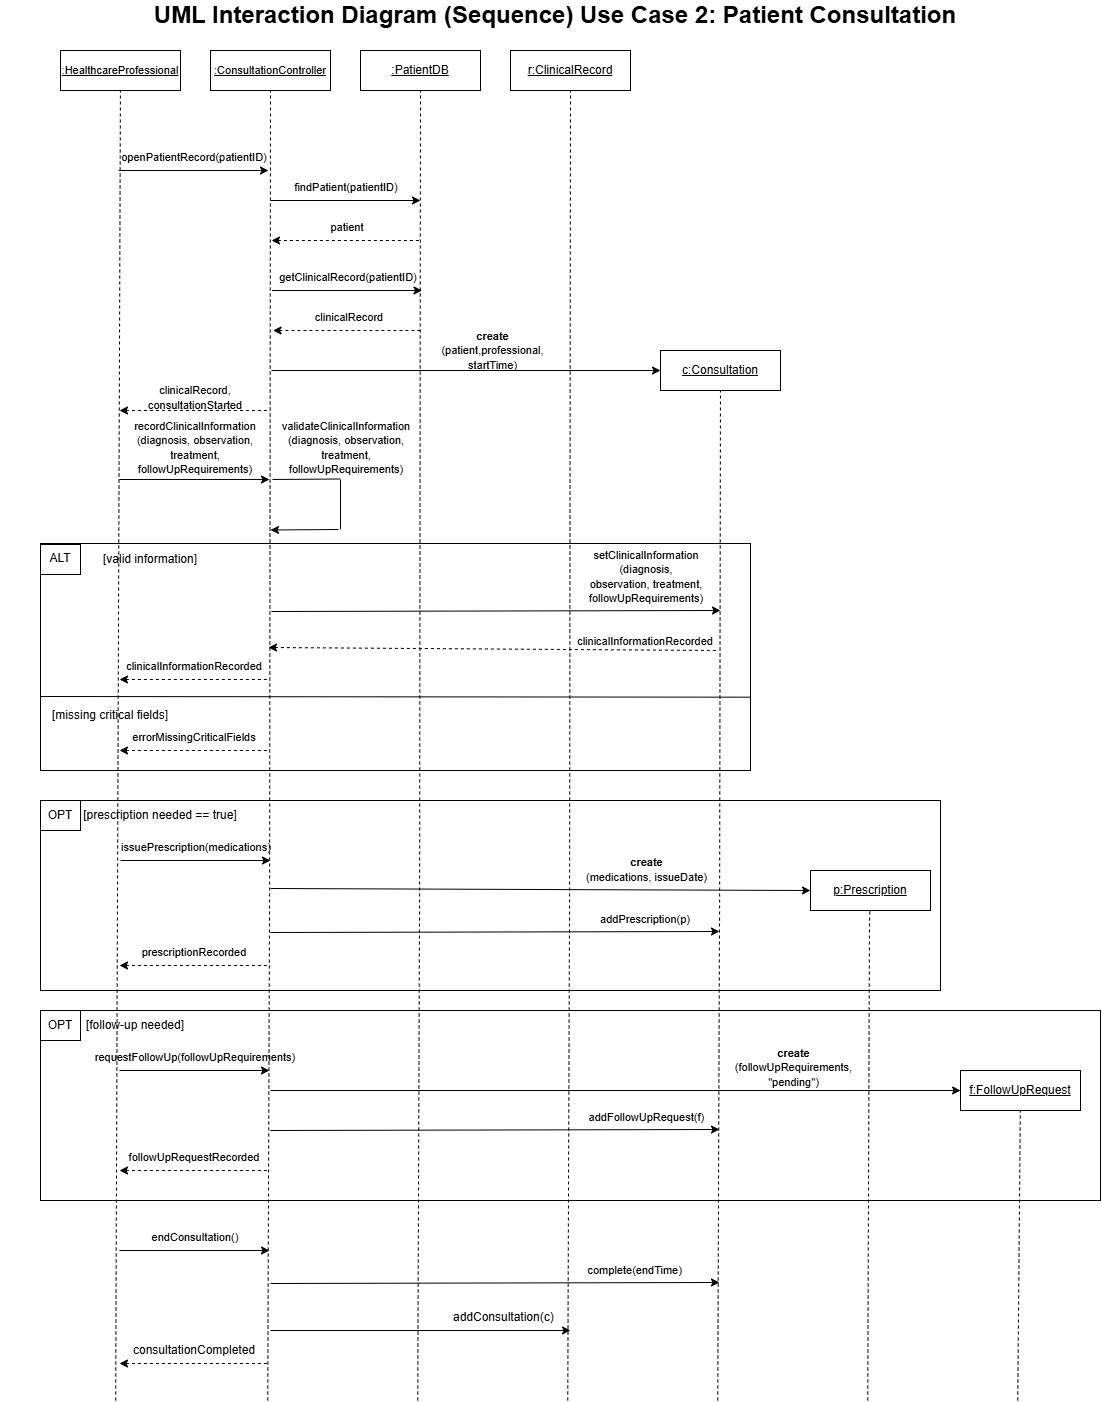 UML Interaction Diagram (Sequence) Use Case 2: Patient Consultation
:HealthcareProfessional
:ConsultationController
:PatientDB
r:ClinicalRecord
openPatientRecord(patientID)
findPatient(patientID)
patient
getClinicalRecord(patientID)
clinicalRecord
create
(patient,professional,
startTime)
c:Consultation
clinicalRecord,
consultationStarted
recordClinicalInformation
(diagnosis, observation,
treatment,
followUpRequirements)
validateClinicalInformation
(diagnosis, observation,
treatment,
followUpRequirements)
ALT
[valid information]
setClinicalInformation
(diagnosis,
observation, treatment,
followUpRequirements)
clinicalInformationRecorded
clinicalInformationRecorded
[missing critical fields]
errorMissingCriticalFields
OPT
[prescription needed == true]
issuePrescription(medications)
create
(medications, issueDate)
p:Prescription
addPrescription(p)
prescriptionRecorded
OPT
[follow-up needed]
requestFollowUp(followUpRequirements)
create
(followUpRequirements,
"pending")
f:FollowUpRequest
addFollowUpRequest(f)
followUpRequestRecorded
endConsultation()
complete(endTime)
addConsultation(c)
consultationCompleted